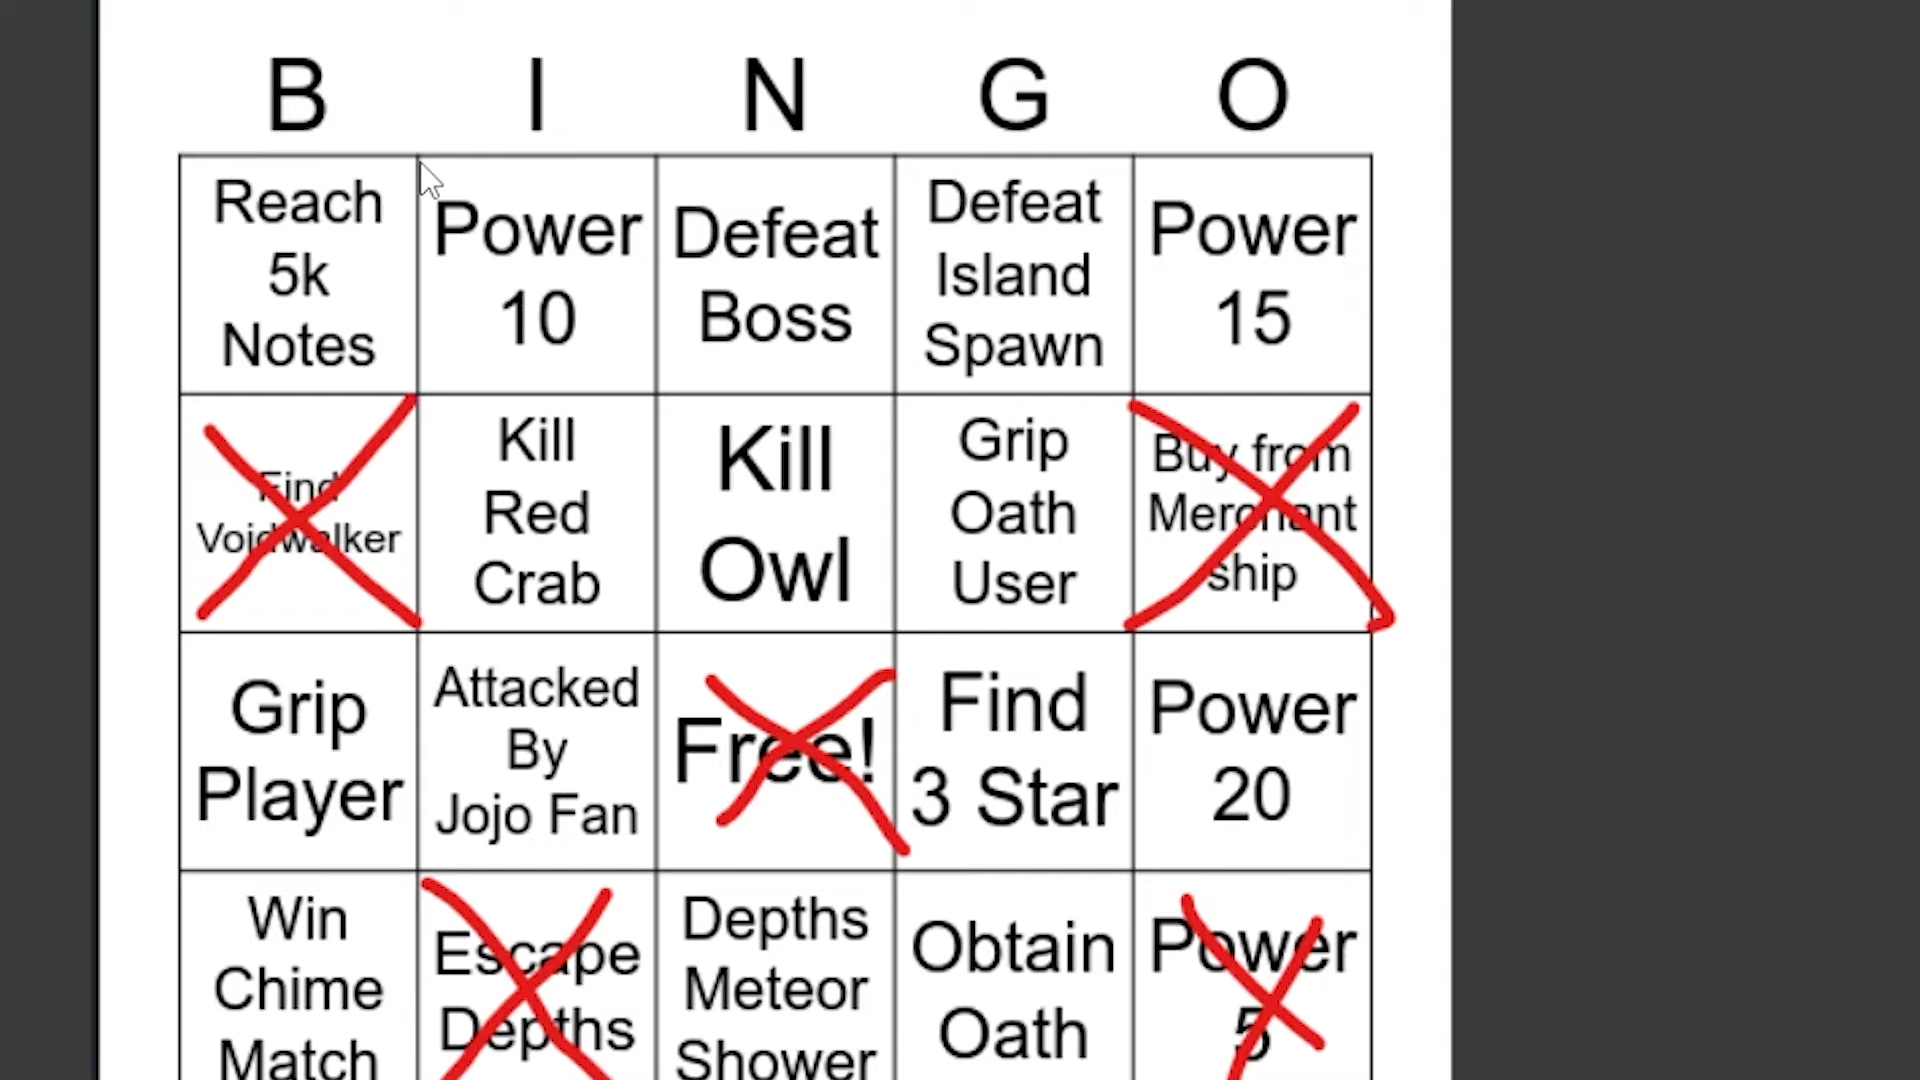 B I N G O
Reach
5k
Notes
Power
10
Defeat
Boss
Defeat
Island
Spawn
Power
15
Find
Voidwalker
Kill
Red
Crab
Kill
Owl
Grip
Oath
User
Buy from
Merchant
ship
Grip
Player
Attacked
By
Jojo Fan
Free!
Find
3 Star
Power
20
Win
Chime
Match
Escape
Depths
Depths
Meteor
Shower
Obtain
Oath
Power
5